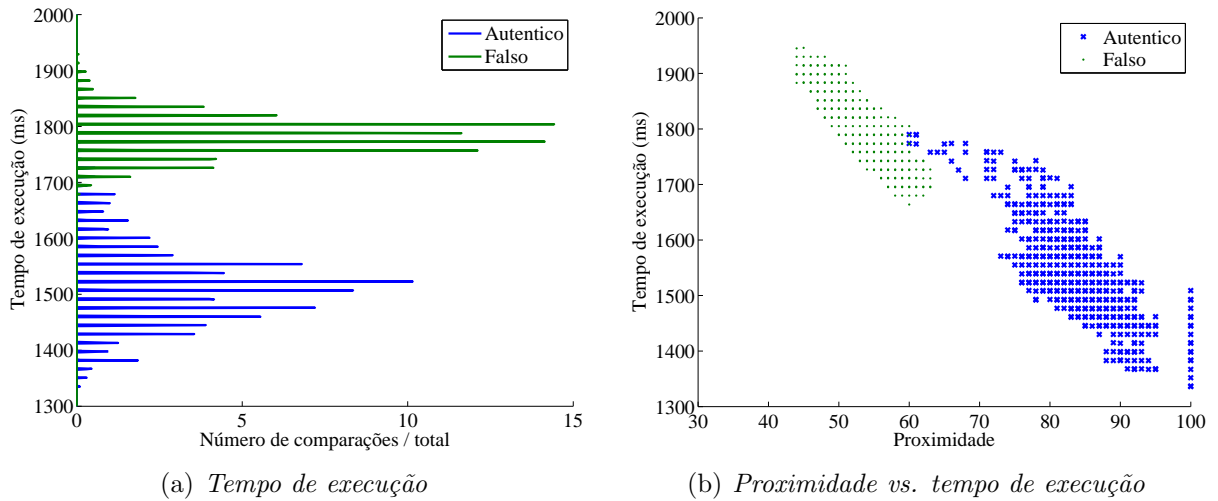 2000
1900
1800
1700
1600
1500
1400
1300
0
5
10
15
Tempo de execução (ms)
Número de comparações / total
Autentico
Falso
(a) Tempo de execução
2000
1900
1800
1700
1600
1500
1400
1300
30
40
50
60
70
80
90
100
Tempo de execução (ms)
Proximidade
Autentico
Falso
(b) Proximidade vs. tempo de execução